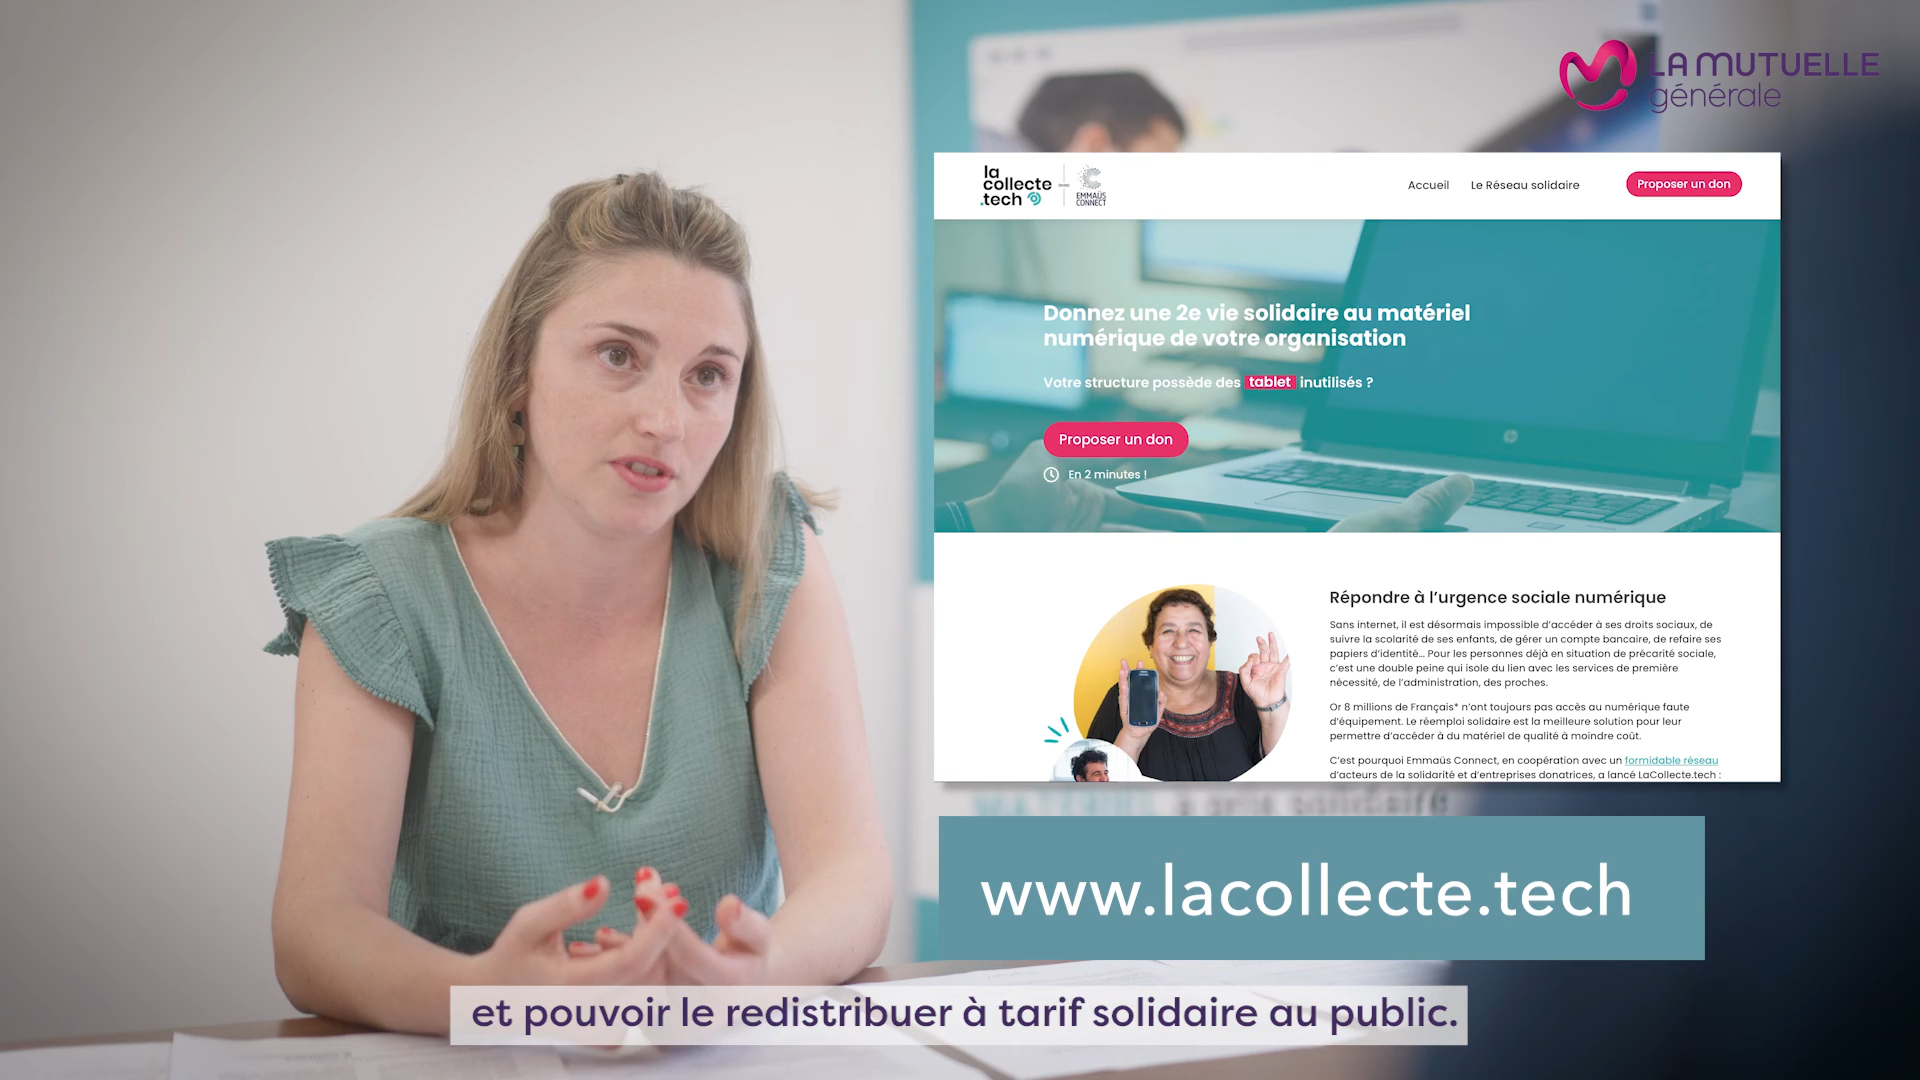 LA MUTUELLE
générale
la
collecte
.tech
EMMAÜS
CONNECT
Accueil
Le Réseau solidaire
Proposer un don
Donnez une 2e vie solidaire au matériel
numérique de votre organisation
Votre structure possède des tablet inutilisés ?
Proposer un don
En 2 minutes !
Répondre à l’urgence sociale numérique
Sans internet, il est désormais impossible d’accéder à ses droits sociaux, de
suivre la scolarité de ses enfants, de gérer un compte bancaire, de refaire ses
papiers d’identité... Pour les personnes déjà en situation de précarité sociale,
c’est une double peine qui isole du lien avec les services de première
nécessité, de l’administration, des proches.
Or 8 millions de Français* n’ont toujours pas accès au numérique faute
d’équipement. Le réemploi solidaire est la meilleure solution pour leur
permettre d’accéder à du matériel de qualité à moindre coût.
C’est pourquoi Emmaüs Connect, en coopération avec un formidable réseau
d’acteurs de la solidarité et d’entreprises donatrices, a lancé LaCollecte.tech :
MATÉRIEL à prix solidaire
www.lacollecte.tech
et pouvoir le redistribuer à tarif solidaire au public.